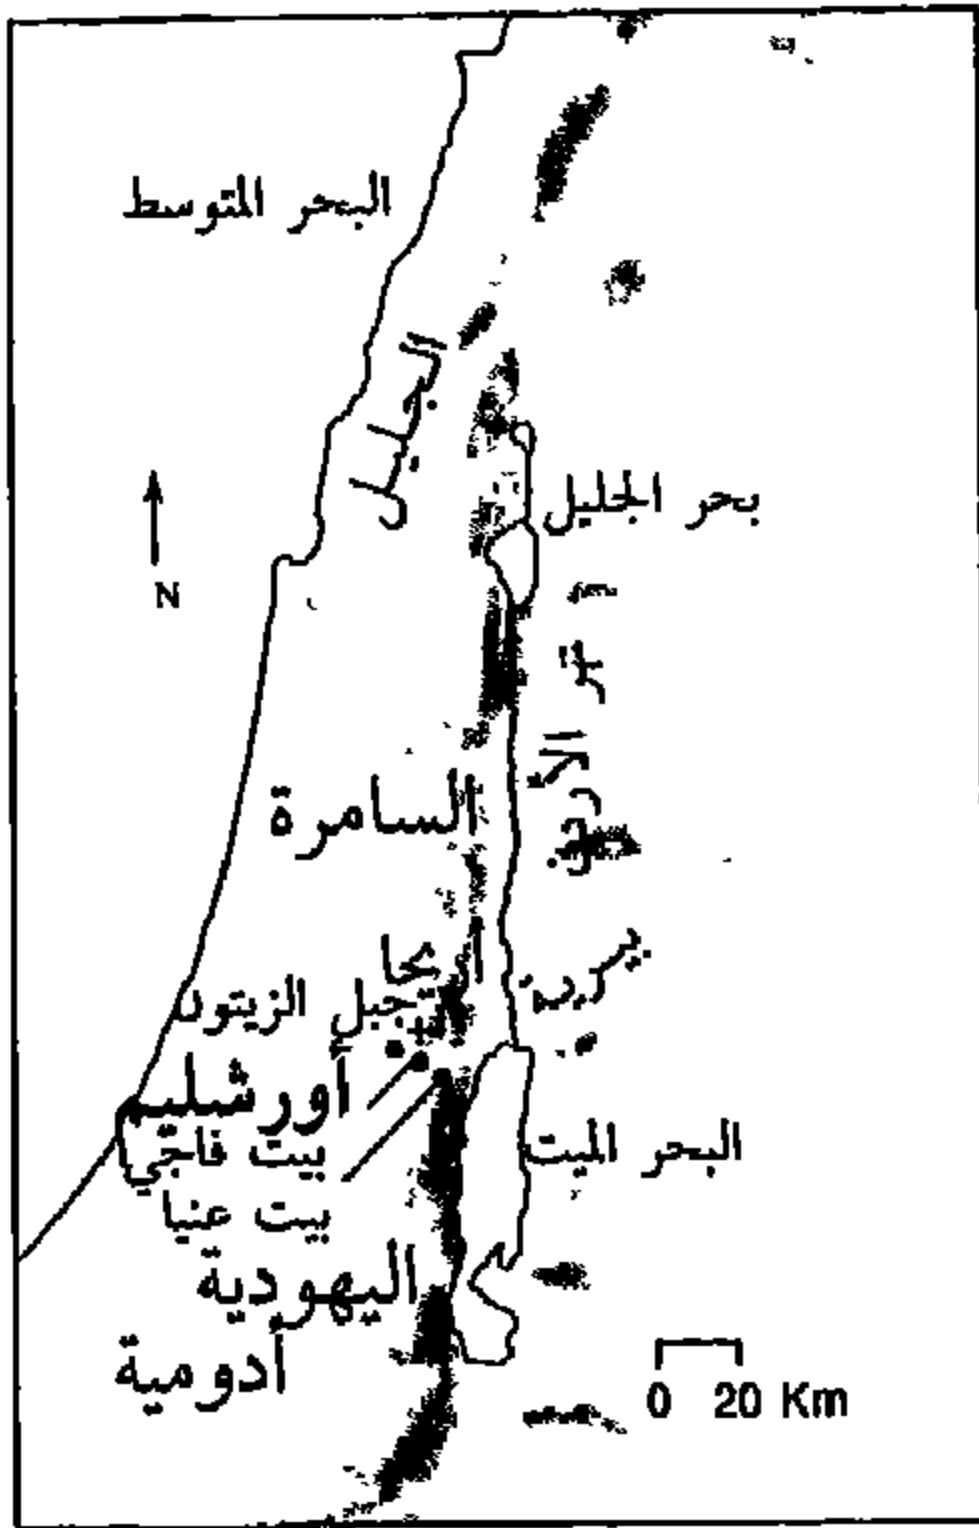 البحر المتوسط
الجليل
بحر الجليل
N
نهر الأردن
السامرة
أريحا
بيرية
جبل الزيتون
أورشليم
بيت فاجي
البحر الميت
بيت عنيا
اليهودية
أدومية
0 20 Km